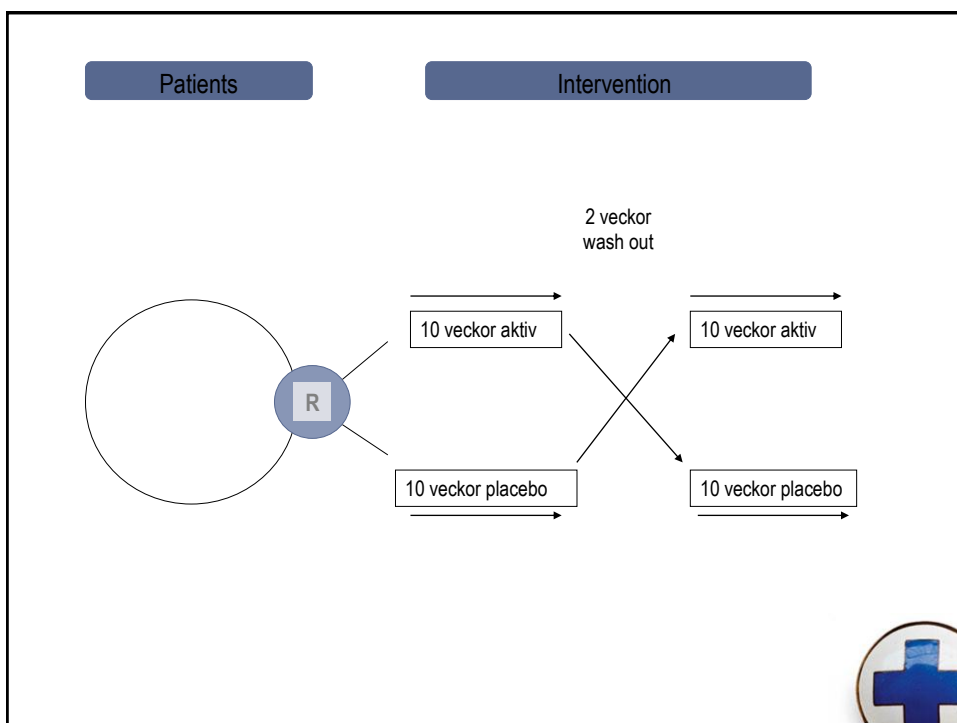 Patients
Intervention
2 veckor
wash out
10 veckor aktiv
10 veckor aktiv
R
10 veckor placebo
10 veckor placebo